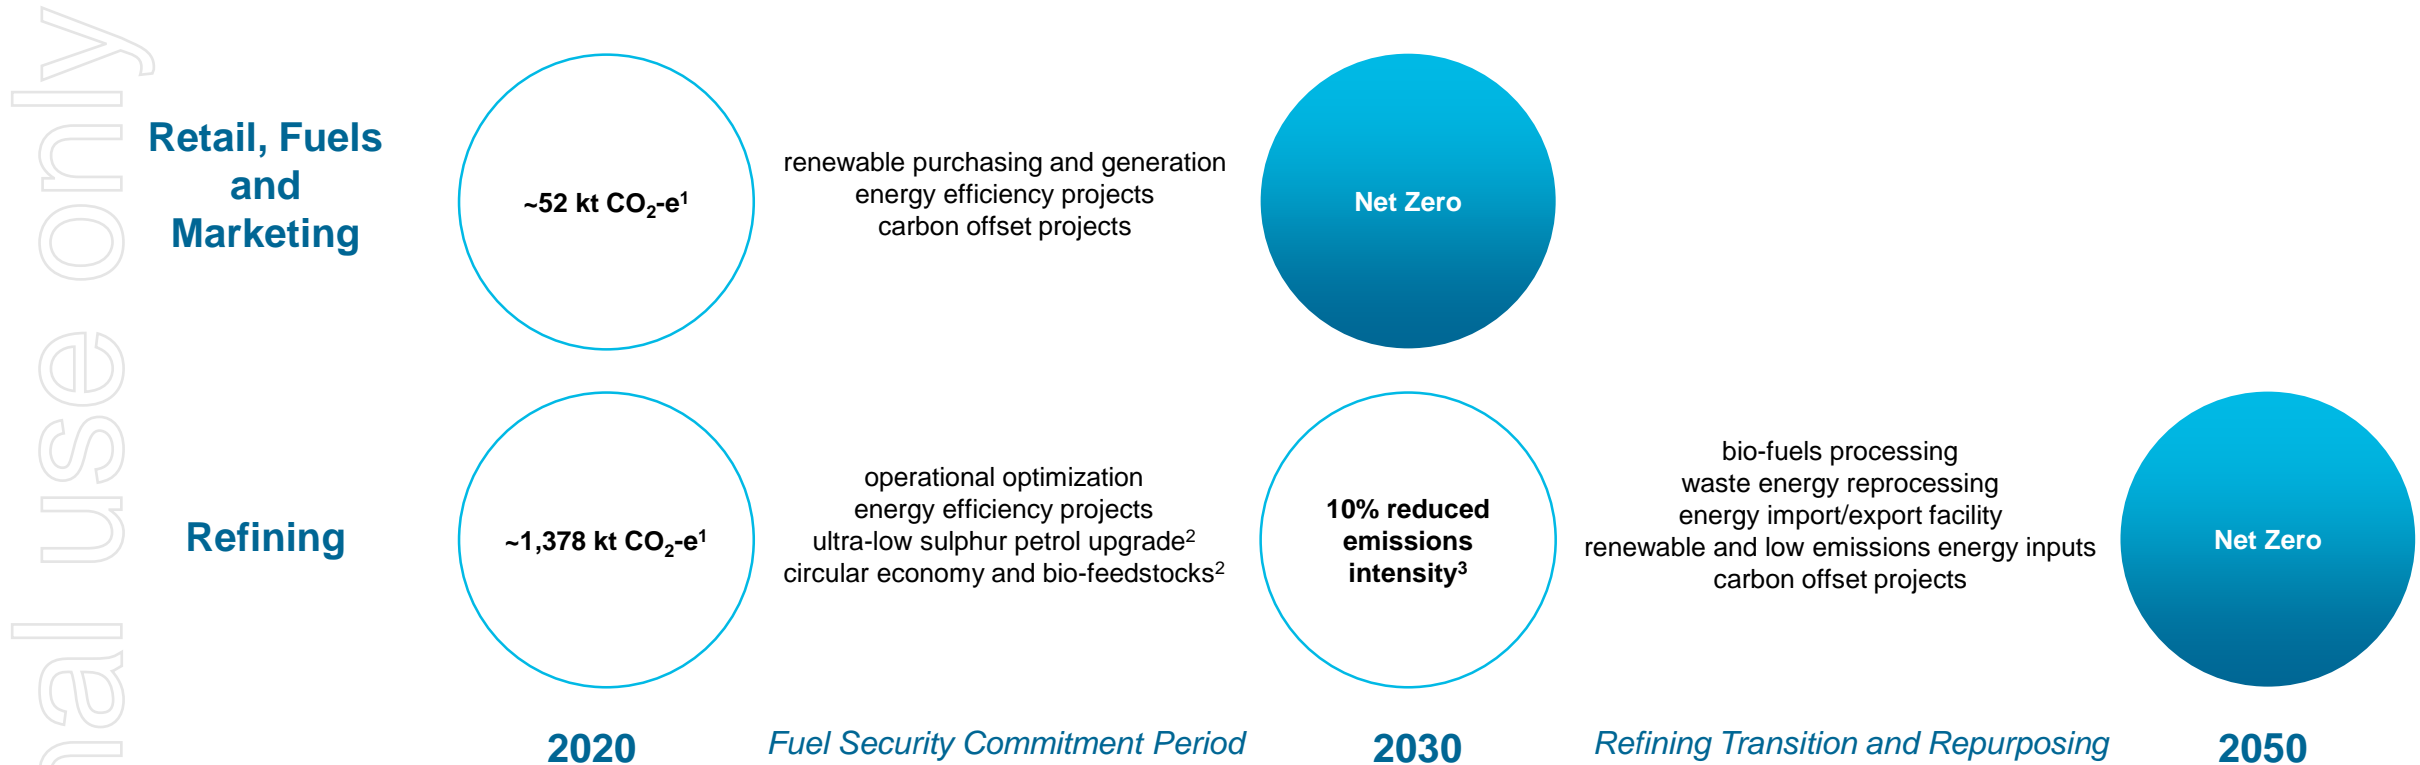 Retail, Fuels
and
Marketing
~52 kt CO₂-e¹
renewable purchasing and generation
energy efficiency projects
carbon offset projects
Net Zero
Refining
~1,378 kt CO₂-e¹
operational optimization
energy efficiency projects
ultra-low sulphur petrol upgrade²
circular economy and bio-feedstocks²
10% reduced
emissions
intensity³
bio-fuels processing
waste energy reprocessing
energy import/export facility
renewable and low emissions energy inputs
carbon offset projects
Net Zero
2020
Fuel Security Commitment Period
2030
Refining Transition and Repurposing
2050
use only